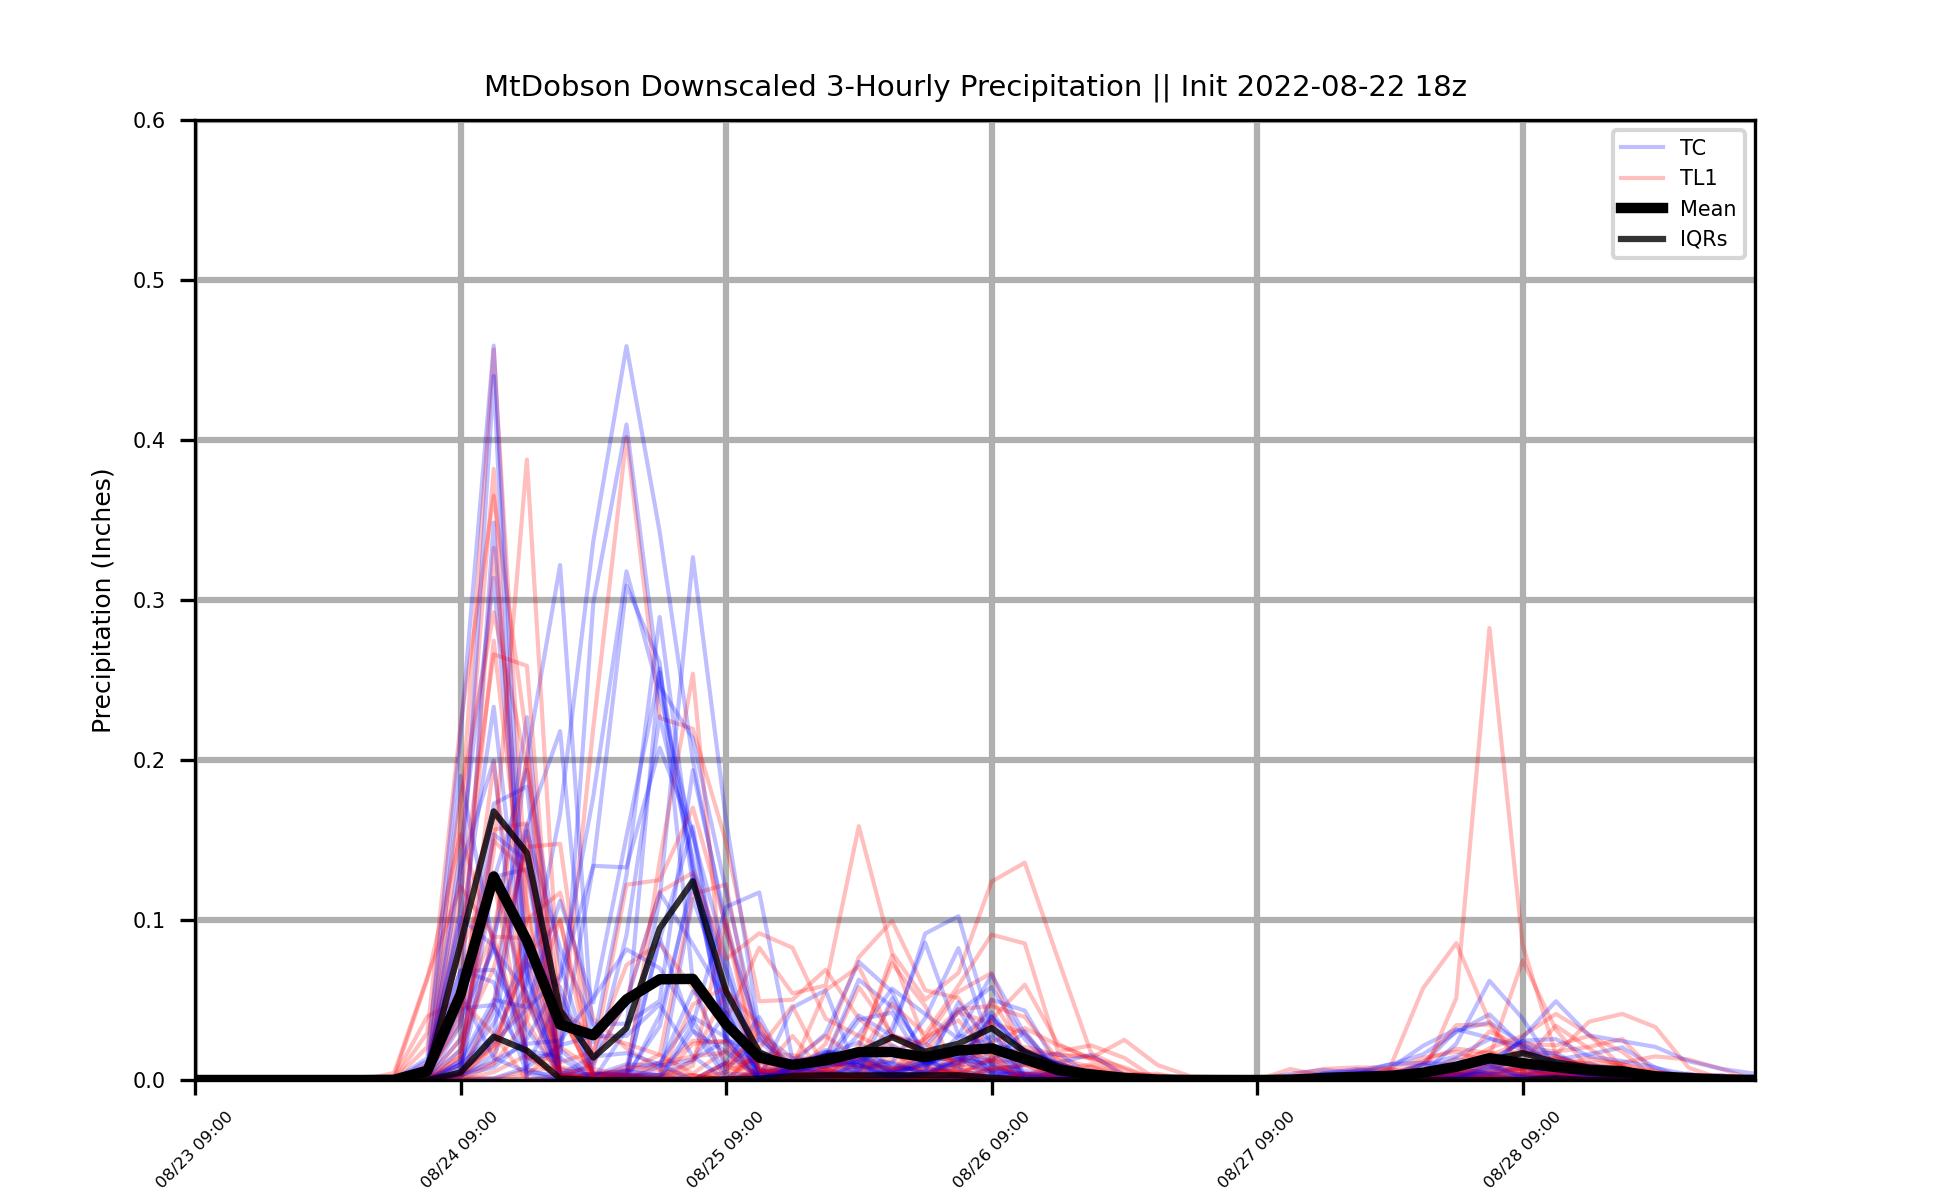 MtDobson Downscaled 3-Hourly Precipitation || Init 2022-08-22 18z
TC
TL1
Mean
IQRs
Precipitation (Inches)
0.6
0.5
0.4
0.3
0.2
0.1
0.0
08/23 09:00
08/24 09:00
08/25 09:00
08/26 09:00
08/27 09:00
08/28 09:00